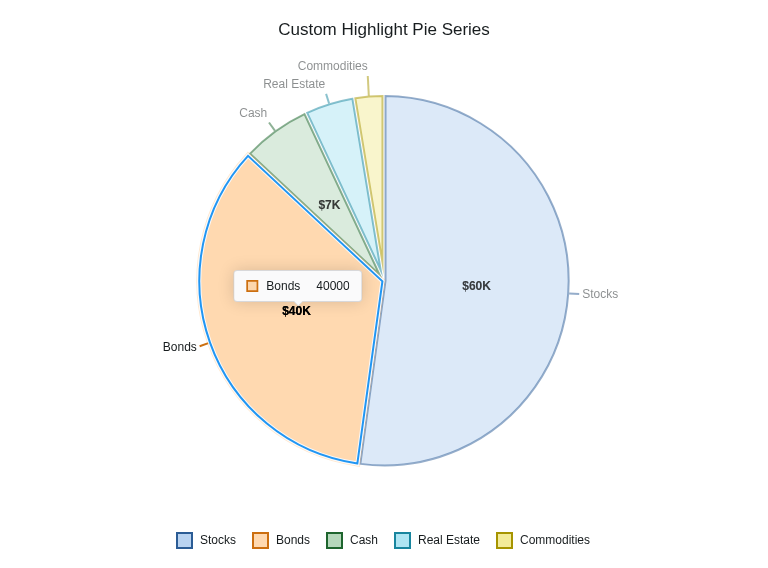 Custom Highlight Pie Series
Commodities
Real Estate
Cash
$7K
Bonds 40000
$60K
Stocks
$40K
Bonds
Stocks Bonds Cash Real Estate Commodities